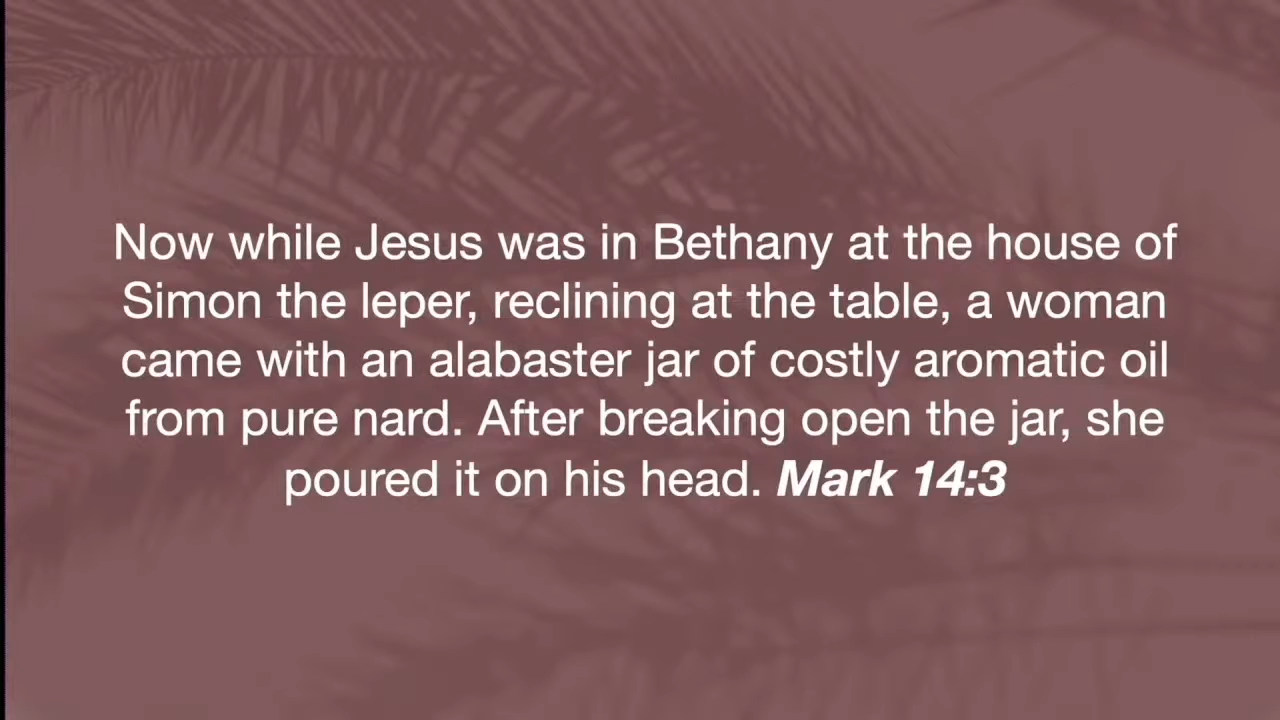 Now while Jesus was in Bethany at the house of
Simon the leper, reclining at the table, a woman
came with an alabaster jar of costly aromatic oil
from pure nard. After breaking open the jar, she
poured it on his head. Mark 14:3